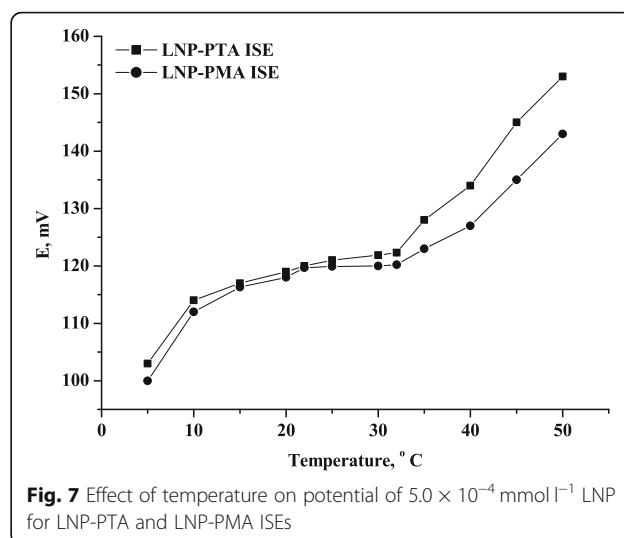 160
150
140
130
120
110
100
E, mV
LNP-PTA ISE
LNP-PMA ISE
0 10 20 30 40 50
Temperature, ° C
Fig. 7 Effect of temperature on potential of 5.0 × 10⁻⁴ mmol l⁻¹ LNP
for LNP-PTA and LNP-PMA ISEs